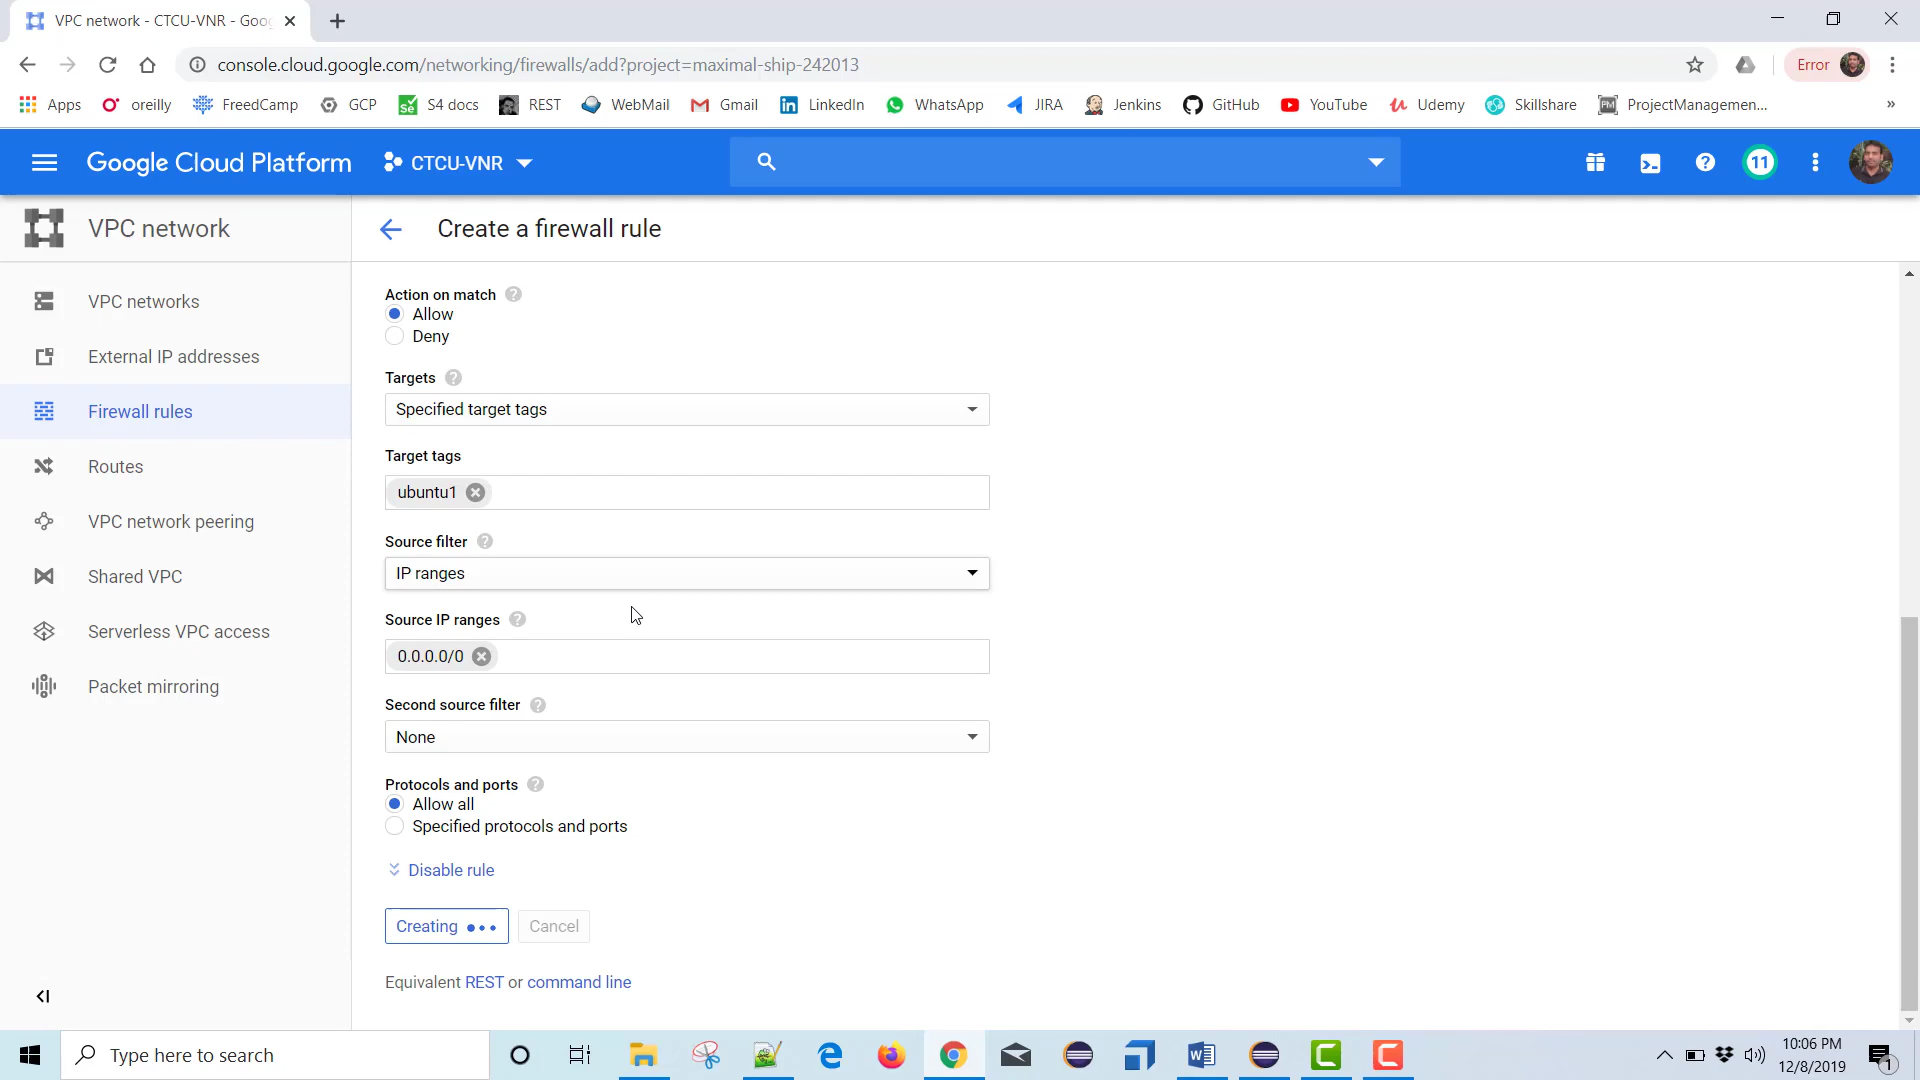 VPC network - CTCU-VNR - Goog
console.cloud.google.com/networking/firewalls/add?project=maximal-ship-242013
Error
Apps
oreilly
FreedCamp
GCP
S4 docs
REST
WebMail
Gmail
LinkedIn
WhatsApp
JIRA
Jenkins
GitHub
YouTube
Udemy
Skillshare
ProjectManagemen...
»
Google Cloud Platform
CTCU-VNR
11
VPC network
Create a firewall rule
VPC networks
External IP addresses
Firewall rules
Routes
VPC network peering
Shared VPC
Serverless VPC access
Packet mirroring
Action on match
Allow
Deny
Targets
Specified target tags
Target tags
ubuntu1
Source filter
IP ranges
Source IP ranges
0.0.0.0/0
Second source filter
None
Protocols and ports
Allow all
Specified protocols and ports
Disable rule
Creating
Cancel
Equivalent REST or command line
Type here to search
10:06 PM
12/8/2019
1